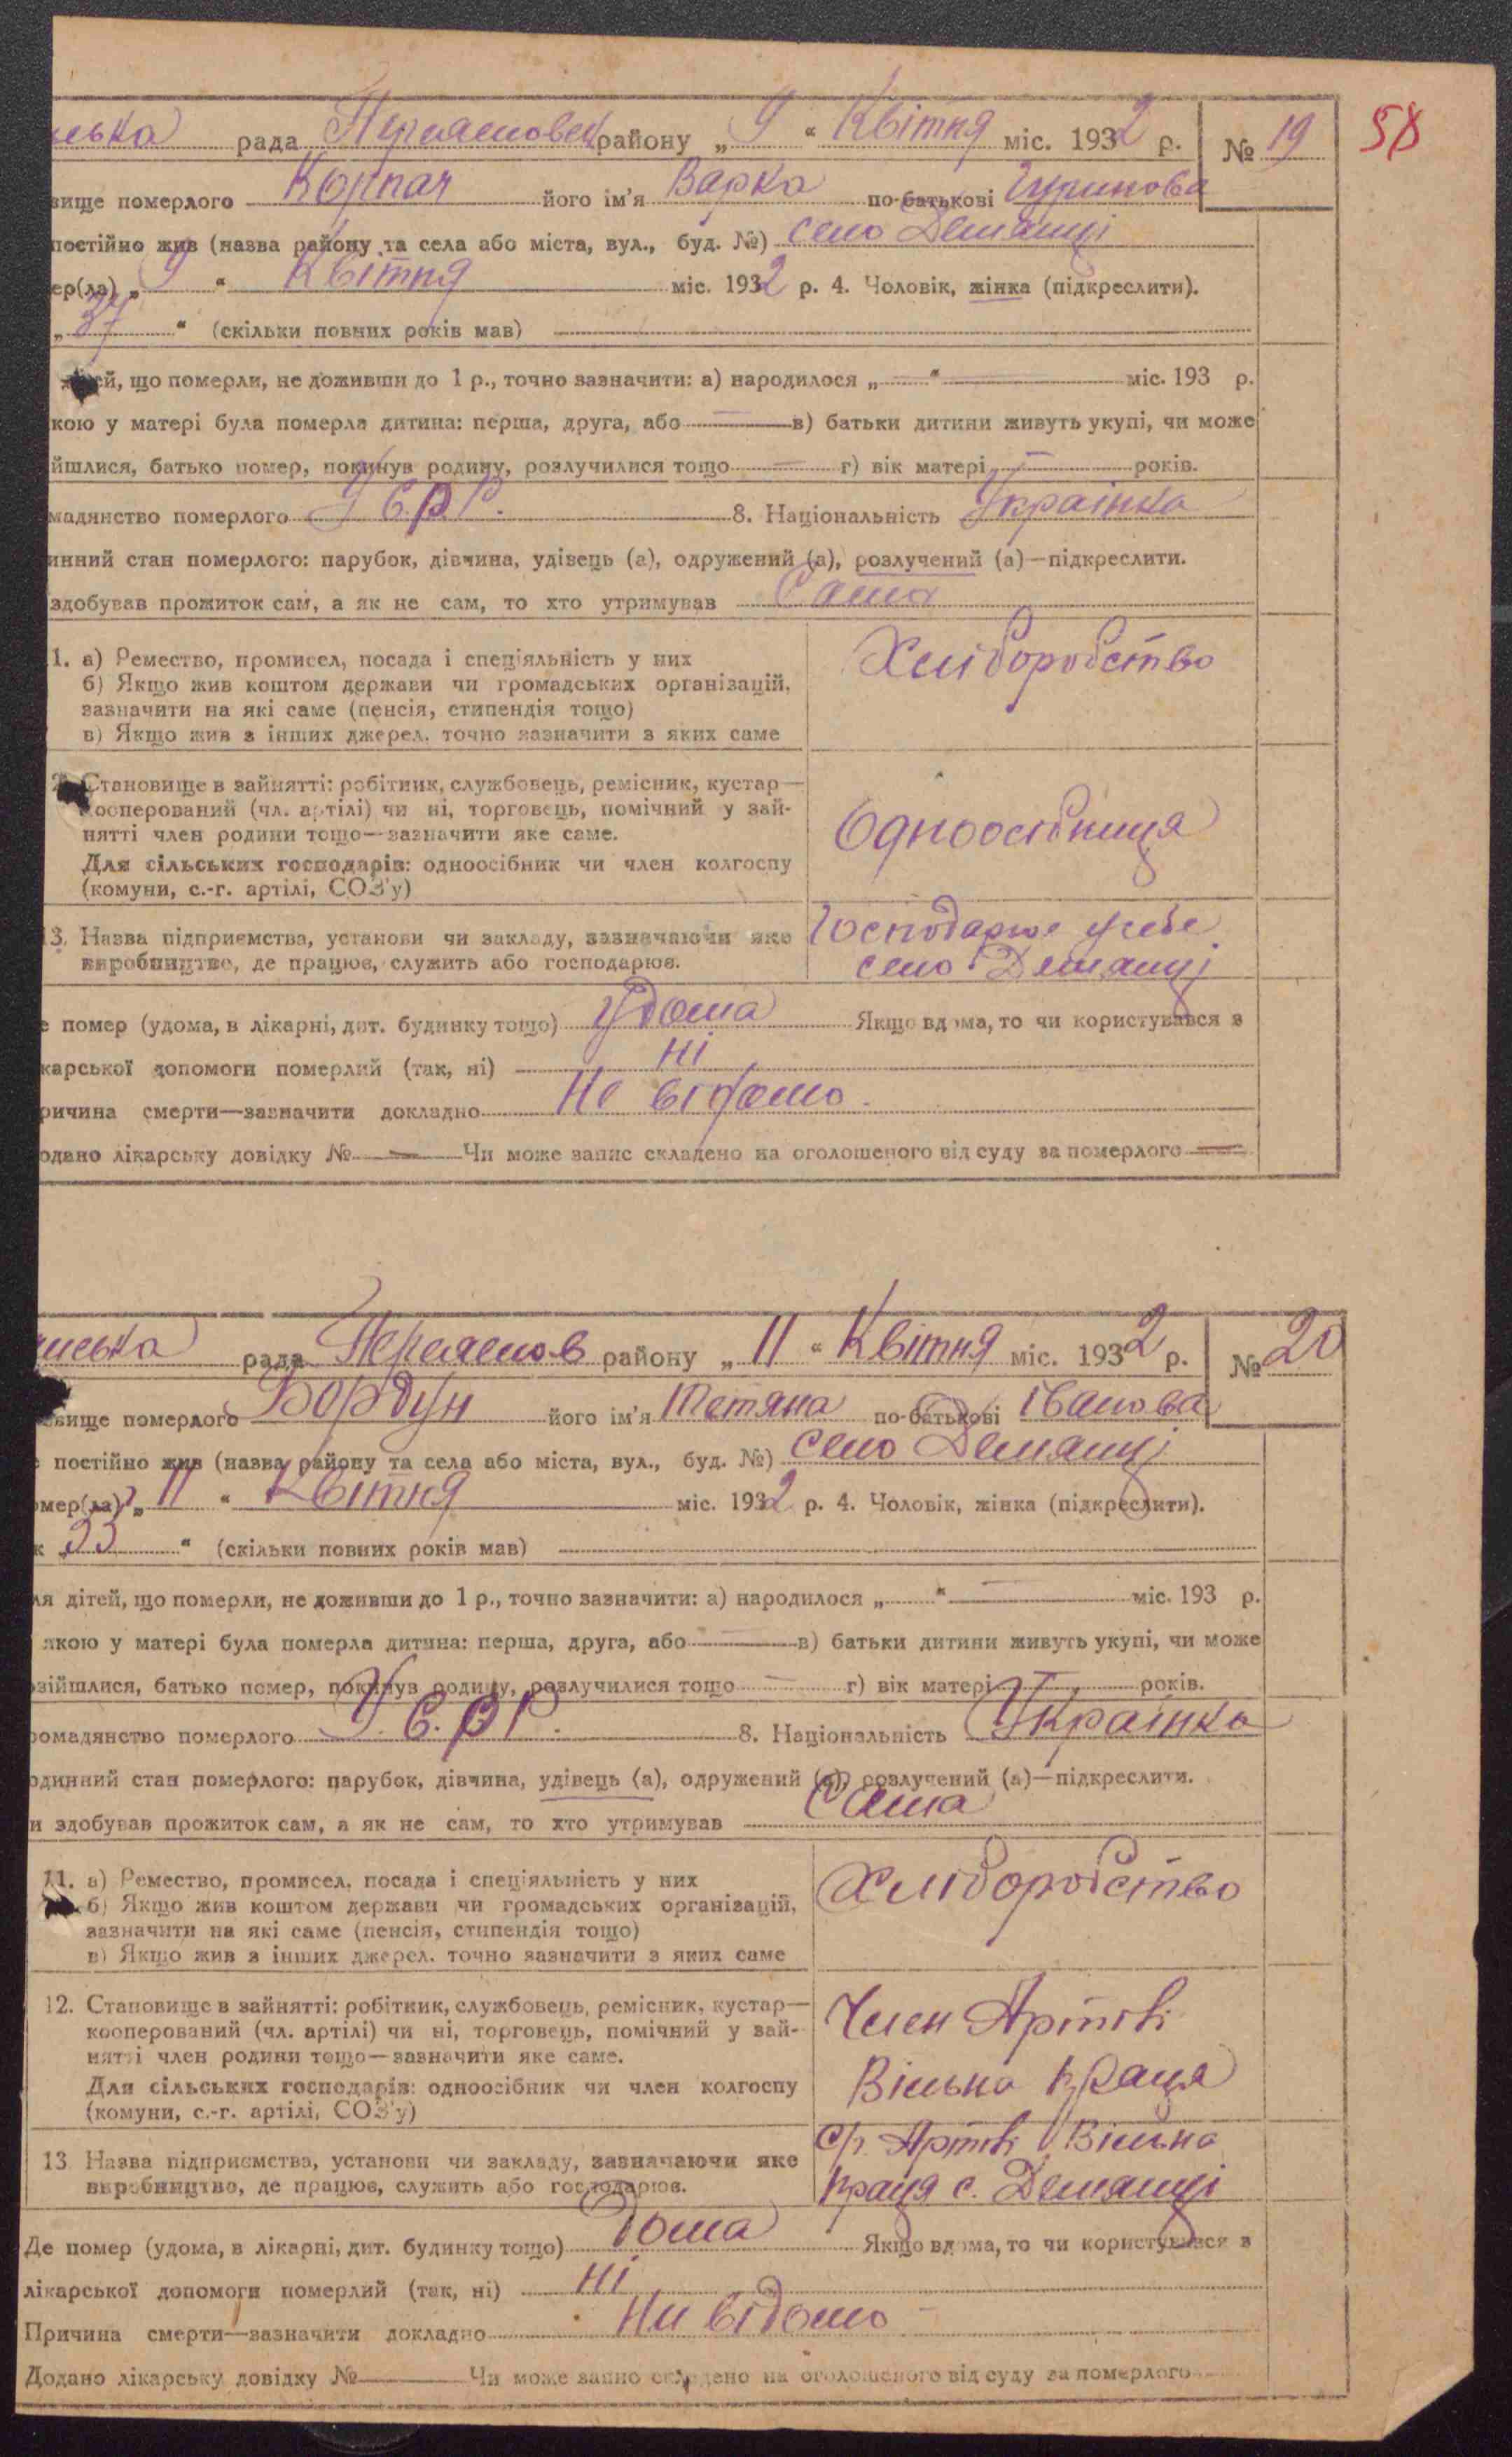 ська рада Переяслов району „ 9 “ Квітня міс. 1932 р. № 19
58
вище померлого Корпач його ім'я Варка по-батькові
постійно жив (назва району та села або міста, вул., буд. №) село Демянці
ер(ла) „ 9 “ Квітня міс. 1932 р. 4. Чоловік, жінка (підкреслити).
„ 37 “ (скільки повних років мав)
ей, що померли, не доживши до 1 р., точно зазначити: а) народилося „ — “ — міс. 193 р.
кою у матері була померла дитина: перша, друга, або — в) батьки дитини живуть укупі, чи може
йшлися, батько помер, покинув родину, розлучилися тощо — г) вік матері — років.
мадянство померлого У.С.Р.Р. 8. Національність Українка
инний стан померлого: парубок, дівчина, удівець (а), одружений (а), розлучений (а)—підкреслити.
здобував прожиток сам, а як не сам, то хто утримував Сама
1. а) Ремество, промисел, посада і спеціяльність у них
б) Якщо жив коштом держави чи громадських організацій,
зазначити на які саме (пенсія, стипендія тощо)
в) Якщо жив з інших джерел, точно зазначити з яких саме
Хліборобство
2. Становище в зайнятті: робітник, службовець, ремісник, кустар—
кооперований (чл. артілі) чи ні, торговець, помічний у зай-
нятті член родини тощо—зазначити яке саме.
Для сільських господарів: одноосібник чи член колгоспу
(комуни, с.-г. артілі, СОЗ'у)
Одноосібниця
13. Назва підприємства, установи чи закладу, зазначаючи яке
виробництво, де працює, служить або господарює.
Господарює у себе
село Демянці
е помер (удома, в лікарні, дит. будинку тощо) Удома Якщо вдома, то чи користувався з
карської допомоги померлий (так, ні) ні
ричина смерти—зазначити докладно Не відомо.
одано лікарську довідку № — Чи може запис складено на оголошеного від суду за померлого —
ська рада Переяслов району „ 11 “ Квітня міс. 1932 р. № 20
вище померлого Бордун його ім'я Тетяна по-батькові Іванова
постійно жив (назва району та села або міста, вул., буд. №) село Демянці
омер(ла) „ 11 “ Квітня міс. 1932 р. 4. Чоловік, жінка (підкреслити).
к „ 33 “ (скільки повних років мав)
ля дітей, що померли, не доживши до 1 р., точно зазначити: а) народилося „ “ — міс. 193 р.
якою у матері була померла дитина: перша, друга, або — в) батьки дитини живуть укупі, чи може
озійшлися, батько помер, покинув родину, розлучилися тощо — г) вік матері — років.
ромадянство померлого У.С.Р.Р. 8. Національність Українка
одинний стан померлого: парубок, дівчина, удівець (а), одружений (а), розлучений (а)—підкреслити.
и здобував прожиток сам, а як не сам, то хто утримував Сама
11. а) Ремество, промисел, посада і спеціяльність у них
б) Якщо жив коштом держави чи громадських організацій,
зазначити на які саме (пенсія, стипендія тощо)
в) Якщо жив з інших джерел, точно зазначити з яких саме
Хліборобство
12. Становище в зайнятті: робітник, службовець, ремісник, кустар—
кооперований (чл. артілі) чи ні, торговець, помічний у зай-
нятті член родини тощо—зазначити яке саме.
Для сільських господарів: одноосібник чи член колгоспу
(комуни, с.-г. артілі, СОЗ'у)
Член Артілі
Вільна праця
13. Назва підприємства, установи чи закладу, зазначаючи яке
виробництво, де працює, служить або господарює.
Артілі Вільна
праця с. Демянці
Де помер (удома, в лікарні, дит. будинку тощо) Дома Якщо вдома, то чи користувався з
лікарської допомоги померлий (так, ні) ні
Причина смерти—зазначити докладно Ни відомо
Додано лікарську довідку № — Чи може запис складено на оголошеного від суду за померлого